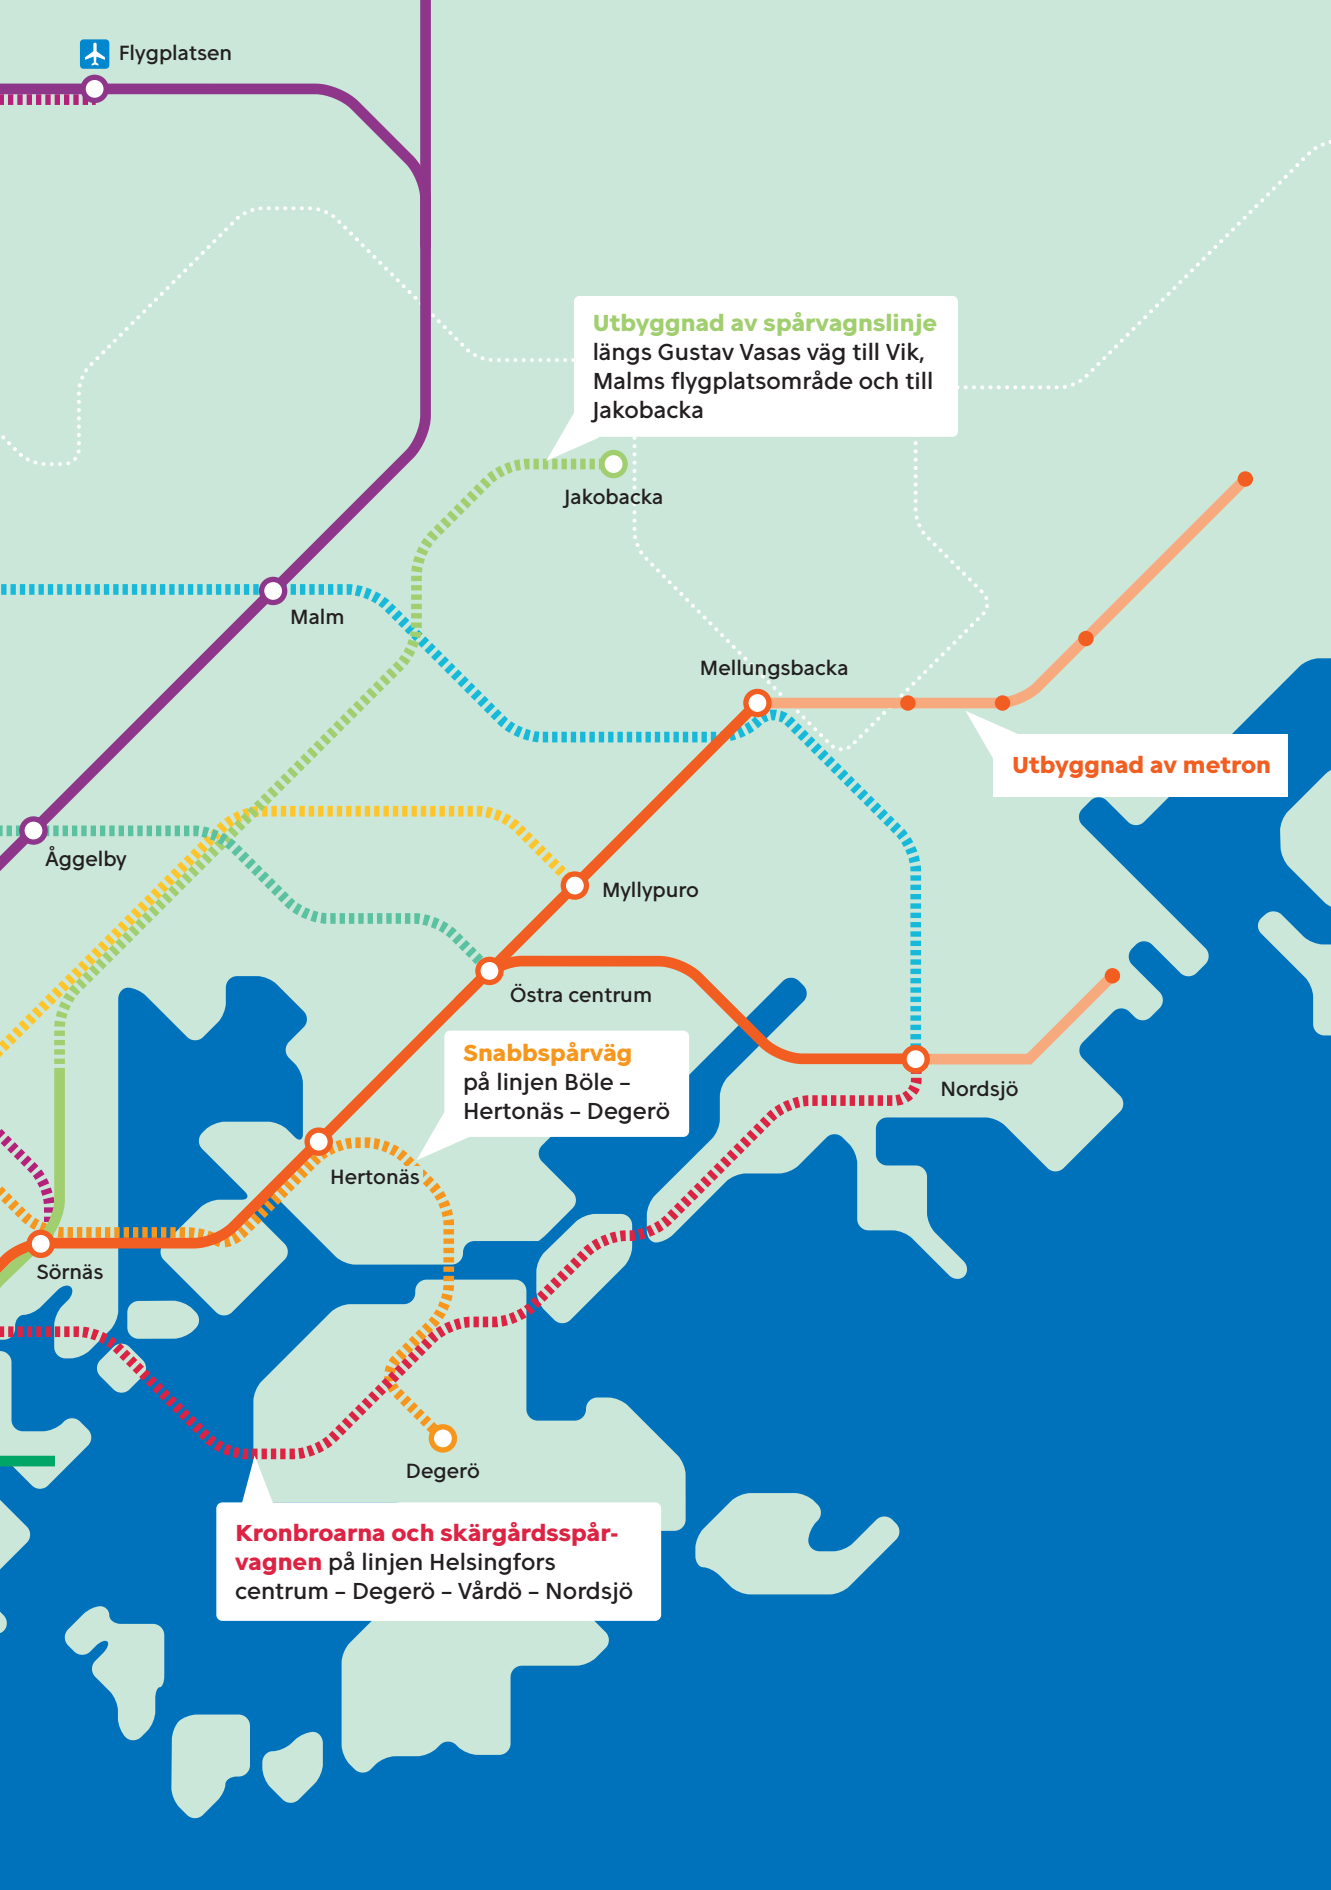 Flygplatsen
Utbyggnad av spårvagnslinje
längs Gustav Vasas väg till Vik,
Malms flygplatsområde och till
Jakobacka
Jakobacka
Malm
Mellungsbacka
Utbyggnad av metron
Åggelby
Myllypuro
Östra centrum
Snabbspårväg
på linjen Böle –
Hertonäs – Degerö
Nordsjö
Hertonäs
Sörnäs
Degerö
Kronbroarna och skärgårdsspår-
vagnen på linjen Helsingfors
centrum – Degerö – Vårdö – Nordsjö